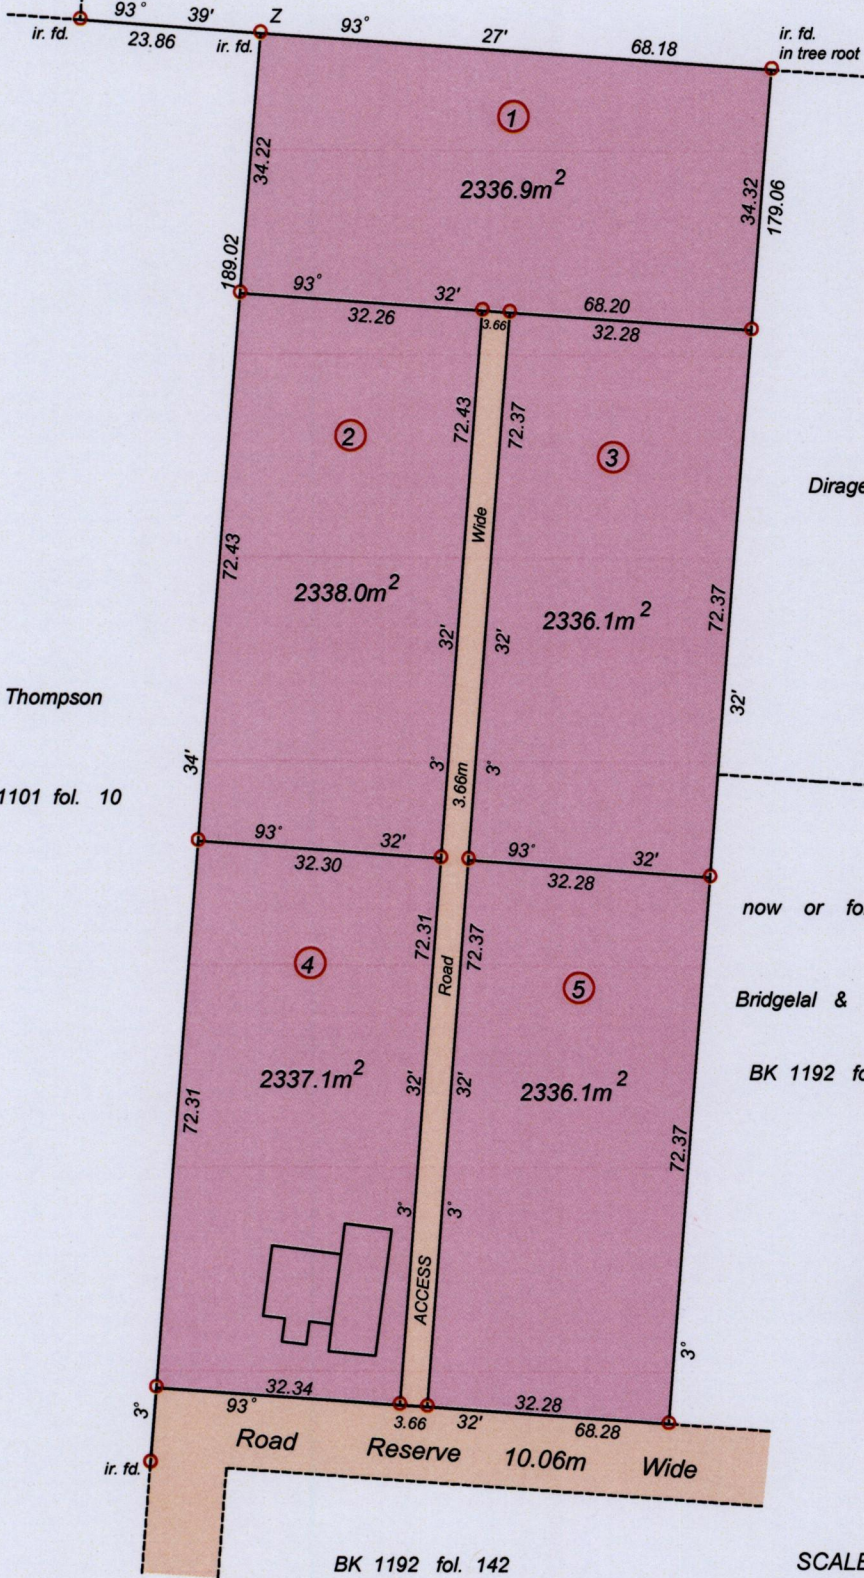 93° 39' Z 93° 27' 68.18
ir. fd. 23.86 ir. fd.
ir. fd.
in tree root
1
2336.9m²
34.22
189.02
34.32
179.06
93° 32' 68.20
32.26 3.66 32.28
72.43 72.37
2
3
Wide
Dirage
72.43
2338.0m²
2336.1m²
72.37
32' 32'
32'
Thompson
34'
3° 3°
3.66m
1101 fol. 10
93° 32'
32.30
93° 32'
32.28
now or fo
72.31 72.37
4
Road
5
Bridgelal &
2337.1m²
2336.1m²
BK 1192 fo
72.31
32' 32'
72.37
3° 3°
ACCESS
3°
32.34 32.28
3° 93° 3.66 32' 68.28
Road Reserve 10.06m Wide
ir. fd.
BK 1192 fol. 142
SCALE